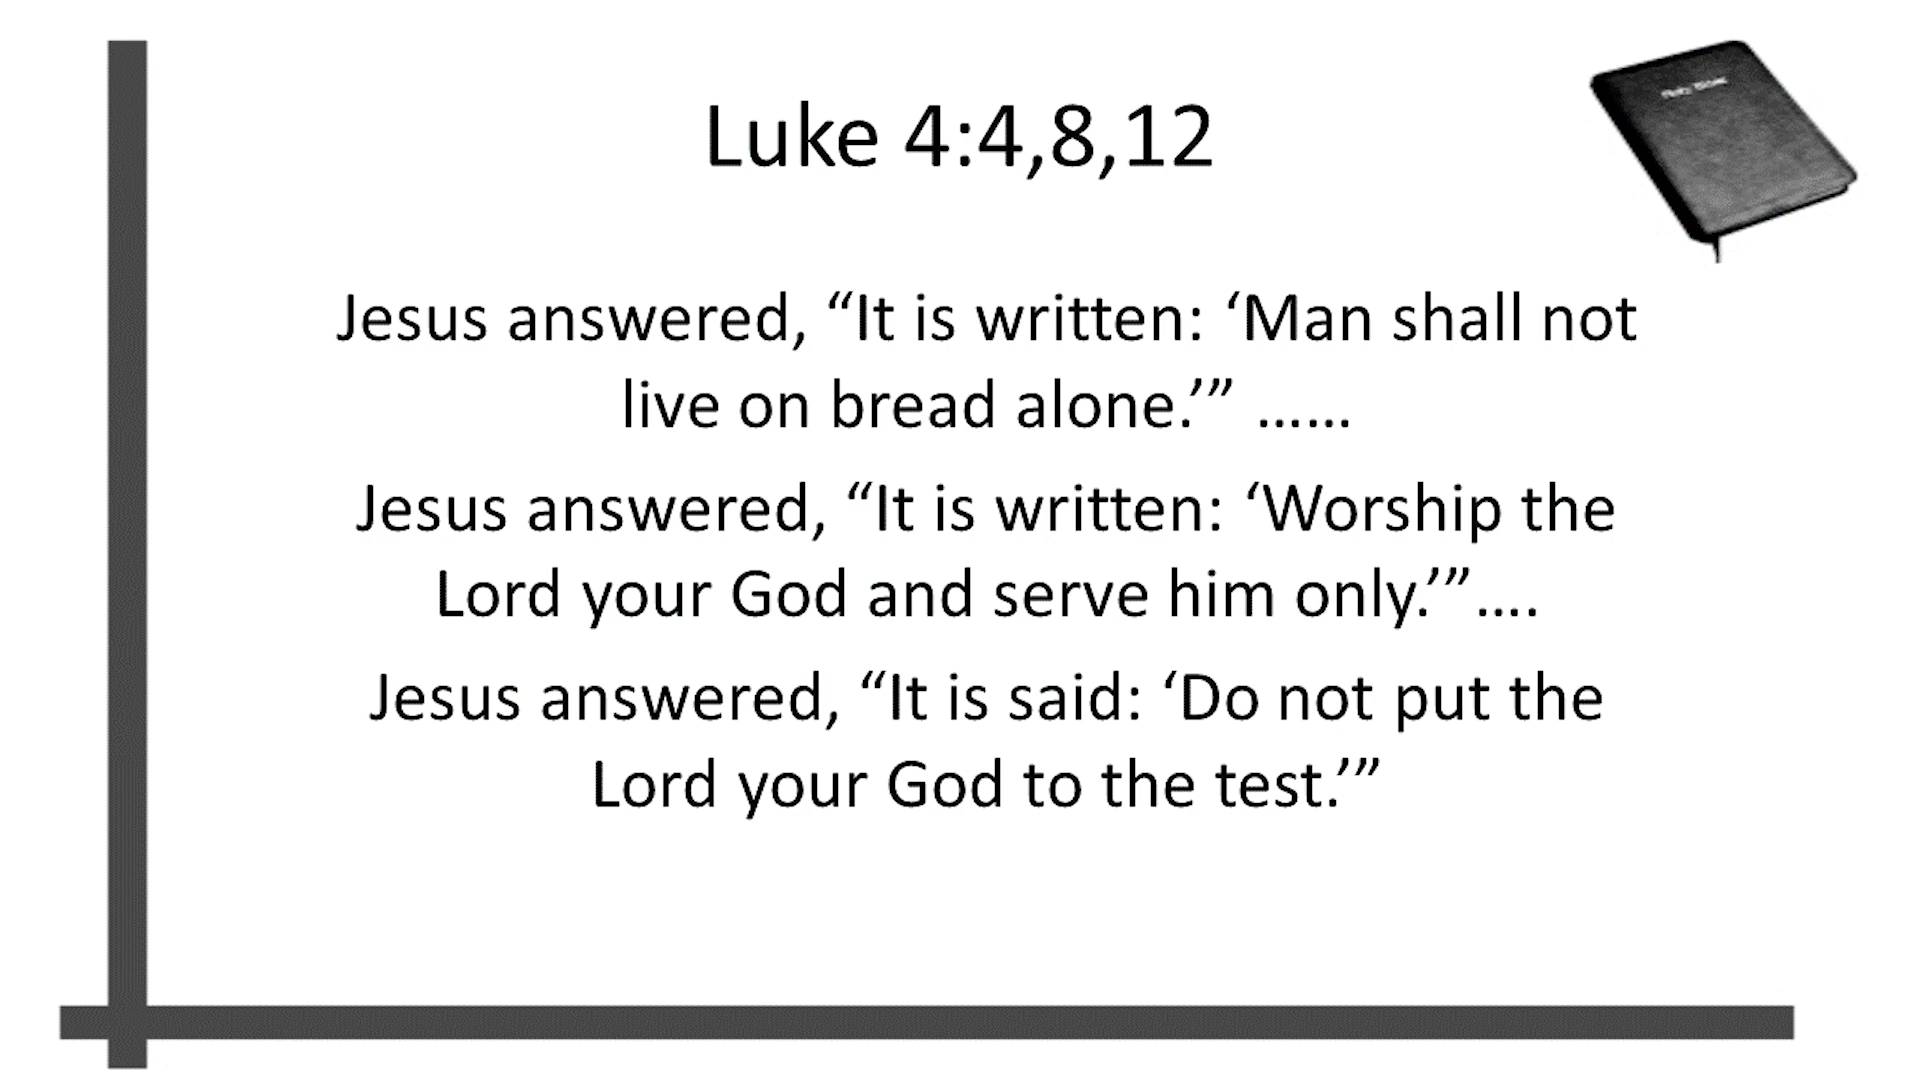 Holy Bible
Luke 4:4,8,12
Jesus answered, “It is written: ‘Man shall not
live on bread alone.’” ……
Jesus answered, “It is written: ‘Worship the
Lord your God and serve him only.’”….
Jesus answered, “It is said: ‘Do not put the
Lord your God to the test.’”